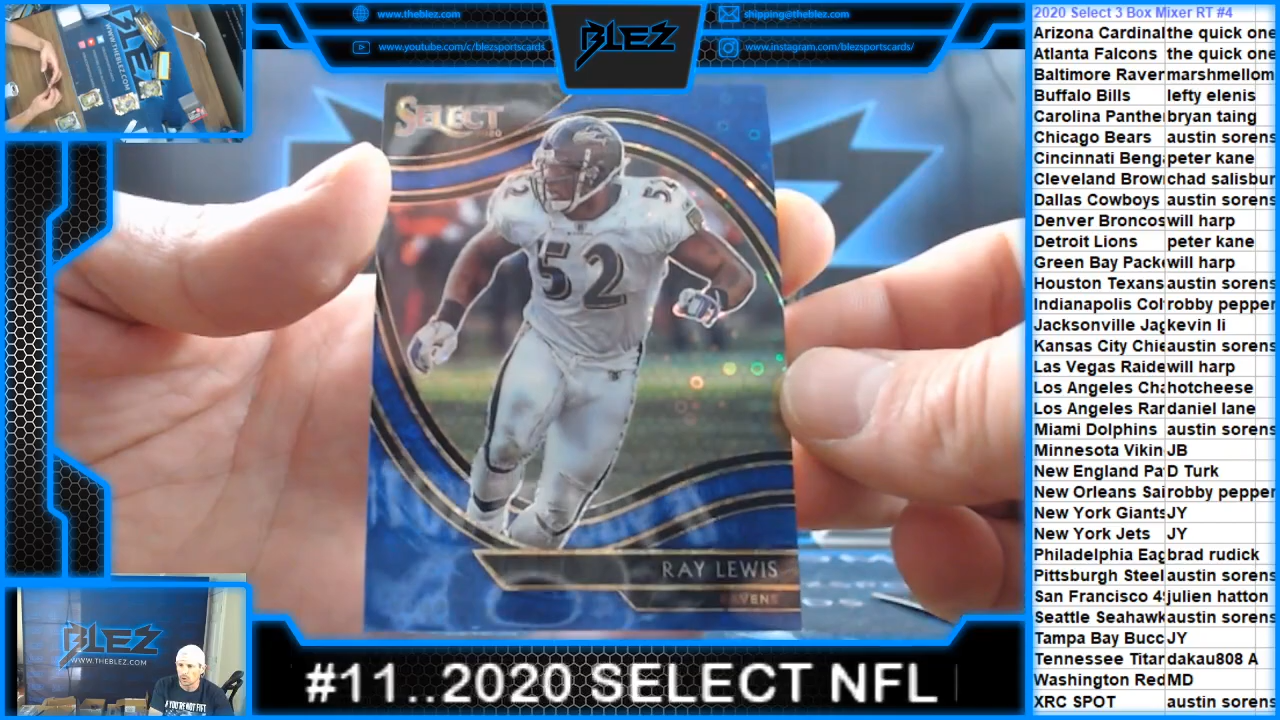 www.theblez.com
shipping@theblez.com
www.youtube.com/c/blezsportscards
www.instagram.com/blezsportscards/
BLEZ
SELECT
2020
52
52
RAY LEWIS
RAVENS
#11..2020 SELECT NFL
BLEZ
WWW.THEBLEZ.COM
2020 Select 3 Box Mixer RT #4
Arizona Cardinal the quick one
Atlanta Falcons the quick one
Baltimore Raver marshmellom
Buffalo Bills lefty elenis
Carolina Panthe bryan taing
Chicago Bears austin sorens
Cincinnati Beng peter kane
Cleveland Brow chad salisbur
Dallas Cowboys austin sorens
Denver Broncos will harp
Detroit Lions peter kane
Green Bay Packe will harp
Houston Texans austin sorens
Indianapolis Col robby pepper
Jacksonville Jag kevin li
Kansas City Chie austin sorens
Las Vegas Raide will harp
Los Angeles Cha hotcheese
Los Angeles Rar daniel lane
Miami Dolphins austin sorens
Minnesota Vikin JB
New England Pa D Turk
New Orleans Sai robby pepper
New York Giants JY
New York Jets JY
Philadelphia Eag brad rudick
Pittsburgh Steel austin sorens
San Francisco 4 julien hatton
Seattle Seahawk austin sorens
Tampa Bay Bucc JY
Tennessee Titar dakau808 A
Washington Red MD
XRC SPOT austin sorens